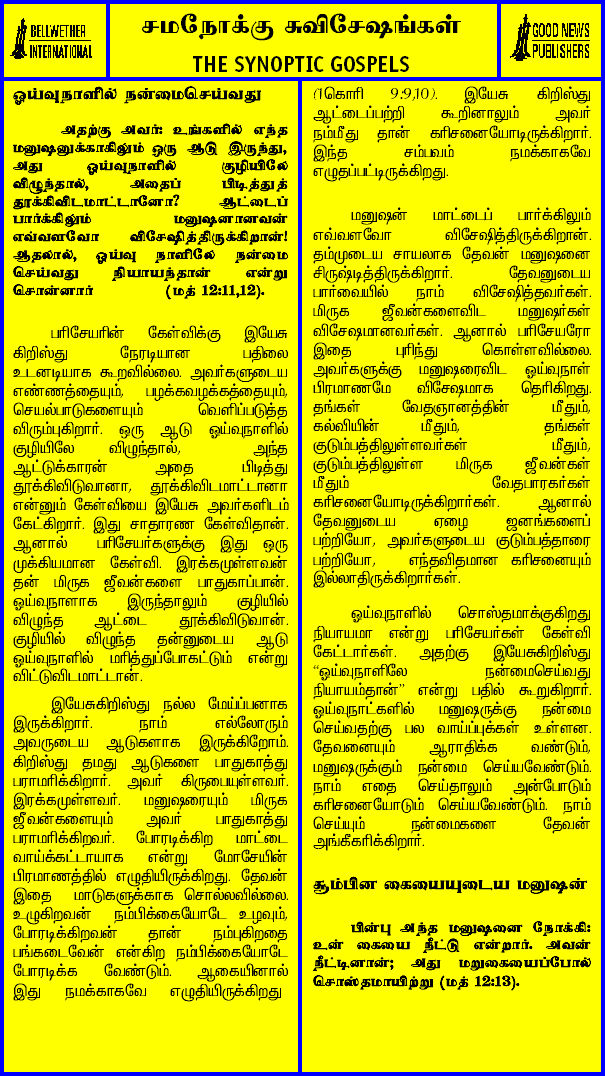 BELLWETHER
INTERNATIONAL
சமநோக்கு சுவிசேஷங்கள்
THE SYNOPTIC GOSPELS
GOOD NEWS
PUBLISHERS
ஓய்வுநாளில் நன்மைசெய்வது
அதற்கு அவர்: உங்களில் எந்த
மனுஷனுக்காகிலும் ஒரு ஆடு இருந்து,
அது ஓய்வுநாளில் குழியிலே
விழுந்தால், அதைப் பிடித்துத்
தூக்கிவிடமாட்டானோ? ஆட்டைப்
பார்க்கிலும் மனுஷனானவன்
எவ்வளவோ விசேஷித்திருக்கிறான்!
ஆதலால், ஓய்வு நாளிலே நன்மை
செய்வது நியாயந்தான் என்று
சொன்னார் (மத் 12:11,12).
பரிசேயரின் கேள்விக்கு இயேசு
கிறிஸ்து நேரடியான பதிலை
உடனடியாக கூறவில்லை. அவர்களுடைய
எண்ணத்தையும், பழக்கவழக்கத்தையும்,
செயல்பாடுகளையும் வெளிப்படுத்த
விரும்புகிறார். ஒரு ஆடு ஓய்வுநாளில்
குழியிலே விழுந்தால், அந்த
ஆட்டுக்காரன் அதை பிடித்து
தூக்கிவிடுவானா, தூக்கிவிடமாட்டானா
என்னும் கேள்வியை இயேசு அவர்களிடம்
கேட்கிறார். இது சாதாரண கேள்விதான்.
ஆனால் பரிசேயர்களுக்கு இது ஒரு
முக்கியமான கேள்வி. இரக்கமுள்ளவன்
தன் மிருக ஜீவன்களை பாதுகாப்பான்.
ஓய்வுநாளாக இருந்தாலும் குழியில்
விழுந்த ஆட்டை தூக்கிவிடுவான்.
குழியில் விழுந்த தன்னுடைய ஆடு
ஓய்வுநாளில் மரித்துப்போகட்டும் என்று
விட்டுவிடமாட்டான்.
இயேசுகிறிஸ்து நல்ல மேய்ப்பனாக
இருக்கிறார். நாம் எல்லோரும்
அவருடைய ஆடுகளாக இருக்கிறோம்.
கிறிஸ்து தமது ஆடுகளை பாதுகாத்து
பராமரிக்கிறார். அவர் கிருபையுள்ளவர்.
இரக்கமுள்ளவர். மனுஷரையும் மிருக
ஜீவன்களையும் அவர் பாதுகாத்து
பராமரிக்கிறவர். போரடிக்கிற மாட்டை
வாய்க்கட்டாயாக என்று மோசேயின்
பிரமாணத்தில் எழுதியிருக்கிறது. தேவன்
இதை மாடுகளுக்காக சொல்லவில்லை.
உழுகிறவன் நம்பிக்கையோடே உழவும்,
போரடிக்கிறவன் தான் நம்புகிறதை
பங்கடைவேன் என்கிற நம்பிக்கையோடே
போரடிக்க வேண்டும். ஆகையினால்
இது நமக்காகவே எழுதியிருக்கிறது
(1கொரி 9:9,10). இயேசு கிறிஸ்து
ஆட்டைப்பற்றி கூறினாலும் அவர்
நம்மீது தான் கரிசனையோடிருக்கிறார்.
இந்த சம்பவம் நமக்காகவே
எழுதப்பட்டிருக்கிறது.
மனுஷன் மாட்டைப் பார்க்கிலும்
எவ்வளவோ விசேஷித்திருக்கிறான்.
தம்முடைய சாயலாக தேவன் மனுஷனை
சிருஷ்டித்திருக்கிறார். தேவனுடைய
பார்வையில் நாம் விசேஷித்தவர்கள்.
மிருக ஜீவன்களைவிட மனுஷர்கள்
விசேஷமானவர்கள். ஆனால் பரிசேயரோ
இதை புரிந்து கொள்ளவில்லை.
அவர்களுக்கு மனுஷரைவிட ஓய்வுநாள்
பிரமாணமே விசேஷமாக தெரிகிறது.
தங்கள் வேதஞானத்தின் மீதும்,
கல்வியின் மீதும், தங்கள்
குடும்பத்திலுள்ளவர்கள் மீதும்,
குடும்பத்திலுள்ள மிருக ஜீவன்கள்
மீதும் வேதபாரகர்கள்
கரிசனையோடிருக்கிறார்கள். ஆனால்
தேவனுடைய ஏழை ஜனங்களைப்
பற்றியோ, அவர்களுடைய குடும்பத்தாரை
பற்றியோ, எந்தவிதமான கரிசனையும்
இல்லாதிருக்கிறார்கள்.
ஓய்வுநாளில் சொஸ்தமாக்குகிறது
நியாயமா என்று பரிசேயர்கள் கேள்வி
கேட்டார்கள். அதற்கு இயேசுகிறிஸ்து
“ஓய்வுநாளிலே நன்மைசெய்வது
நியாயம்தான்” என்று பதில் கூறுகிறார்.
ஓய்வுநாட்களில் மனுஷருக்கு நன்மை
செய்வதற்கு பல வாய்ப்புக்கள் உள்ளன.
தேவனையும் ஆராதிக்க வண்டும்,
மனுஷருக்கும் நன்மை செய்யவேண்டும்.
நாம் எதை செய்தாலும் அன்போடும்
கரிசனையோடும் செய்யவேண்டும். நாம்
செய்யும் நன்மைகளை தேவன்
அங்கீகரிக்கிறார்.
சூம்பின கையையுடைய மனுஷன்
பின்பு அந்த மனுஷனை நோக்கி:
உன் கையை நீட்டு என்றார். அவன்
நீட்டினான்; அது மறுகையைப்போல்
சொஸ்தமாயிற்று (மத் 12:13).